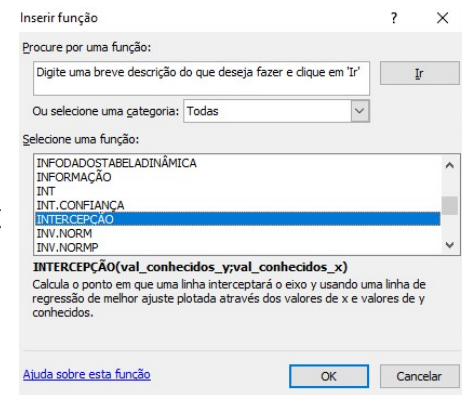 Inserir função ? ×
Procure por uma função:
Digite uma breve descrição do que deseja fazer e clique em 'Ir'
Ir
Ou selecione uma categoria: Todas
Selecione uma função:
INFODADOSTABELADINÂMICA
INFORMAÇÃO
INT
INT.CONFIANÇA
INTERCEPÇÃO
INV.NORM
INV.NORMP
INTERCEPÇÃO(val_conhecidos_y;val_conhecidos_x)
Calcula o ponto em que uma linha interceptará o eixo y usando uma linha de
regressão de melhor ajuste plotada através dos valores de x e valores de y
conhecidos.
Ajuda sobre esta função
OK
Cancelar